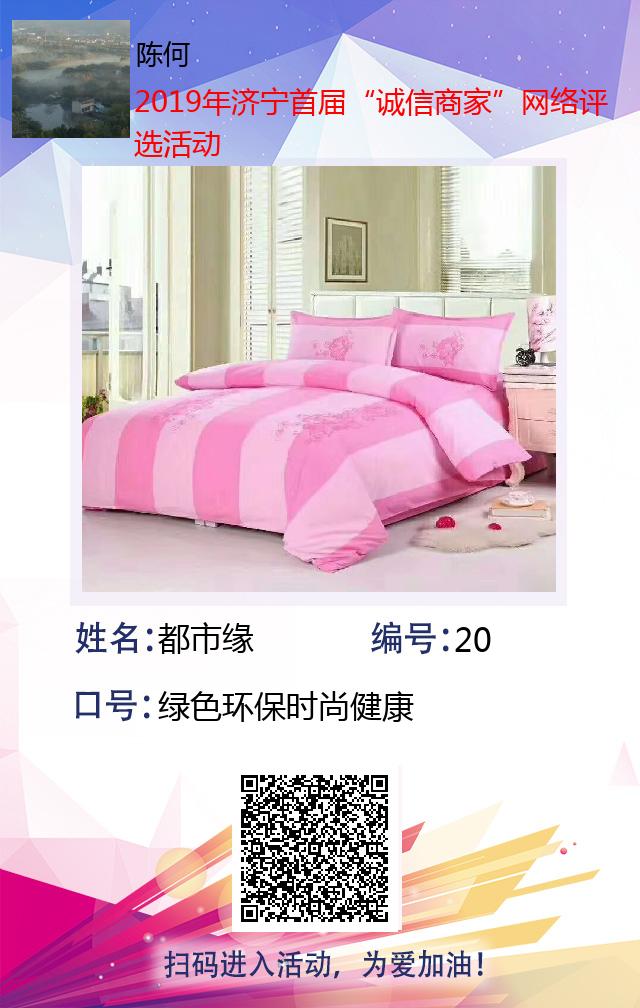 陈何
2019年济宁首届“诚信商家”网络评
选活动
姓名:都市缘
编号:20
口号:绿色环保时尚健康
扫码进入活动，为爱加油!